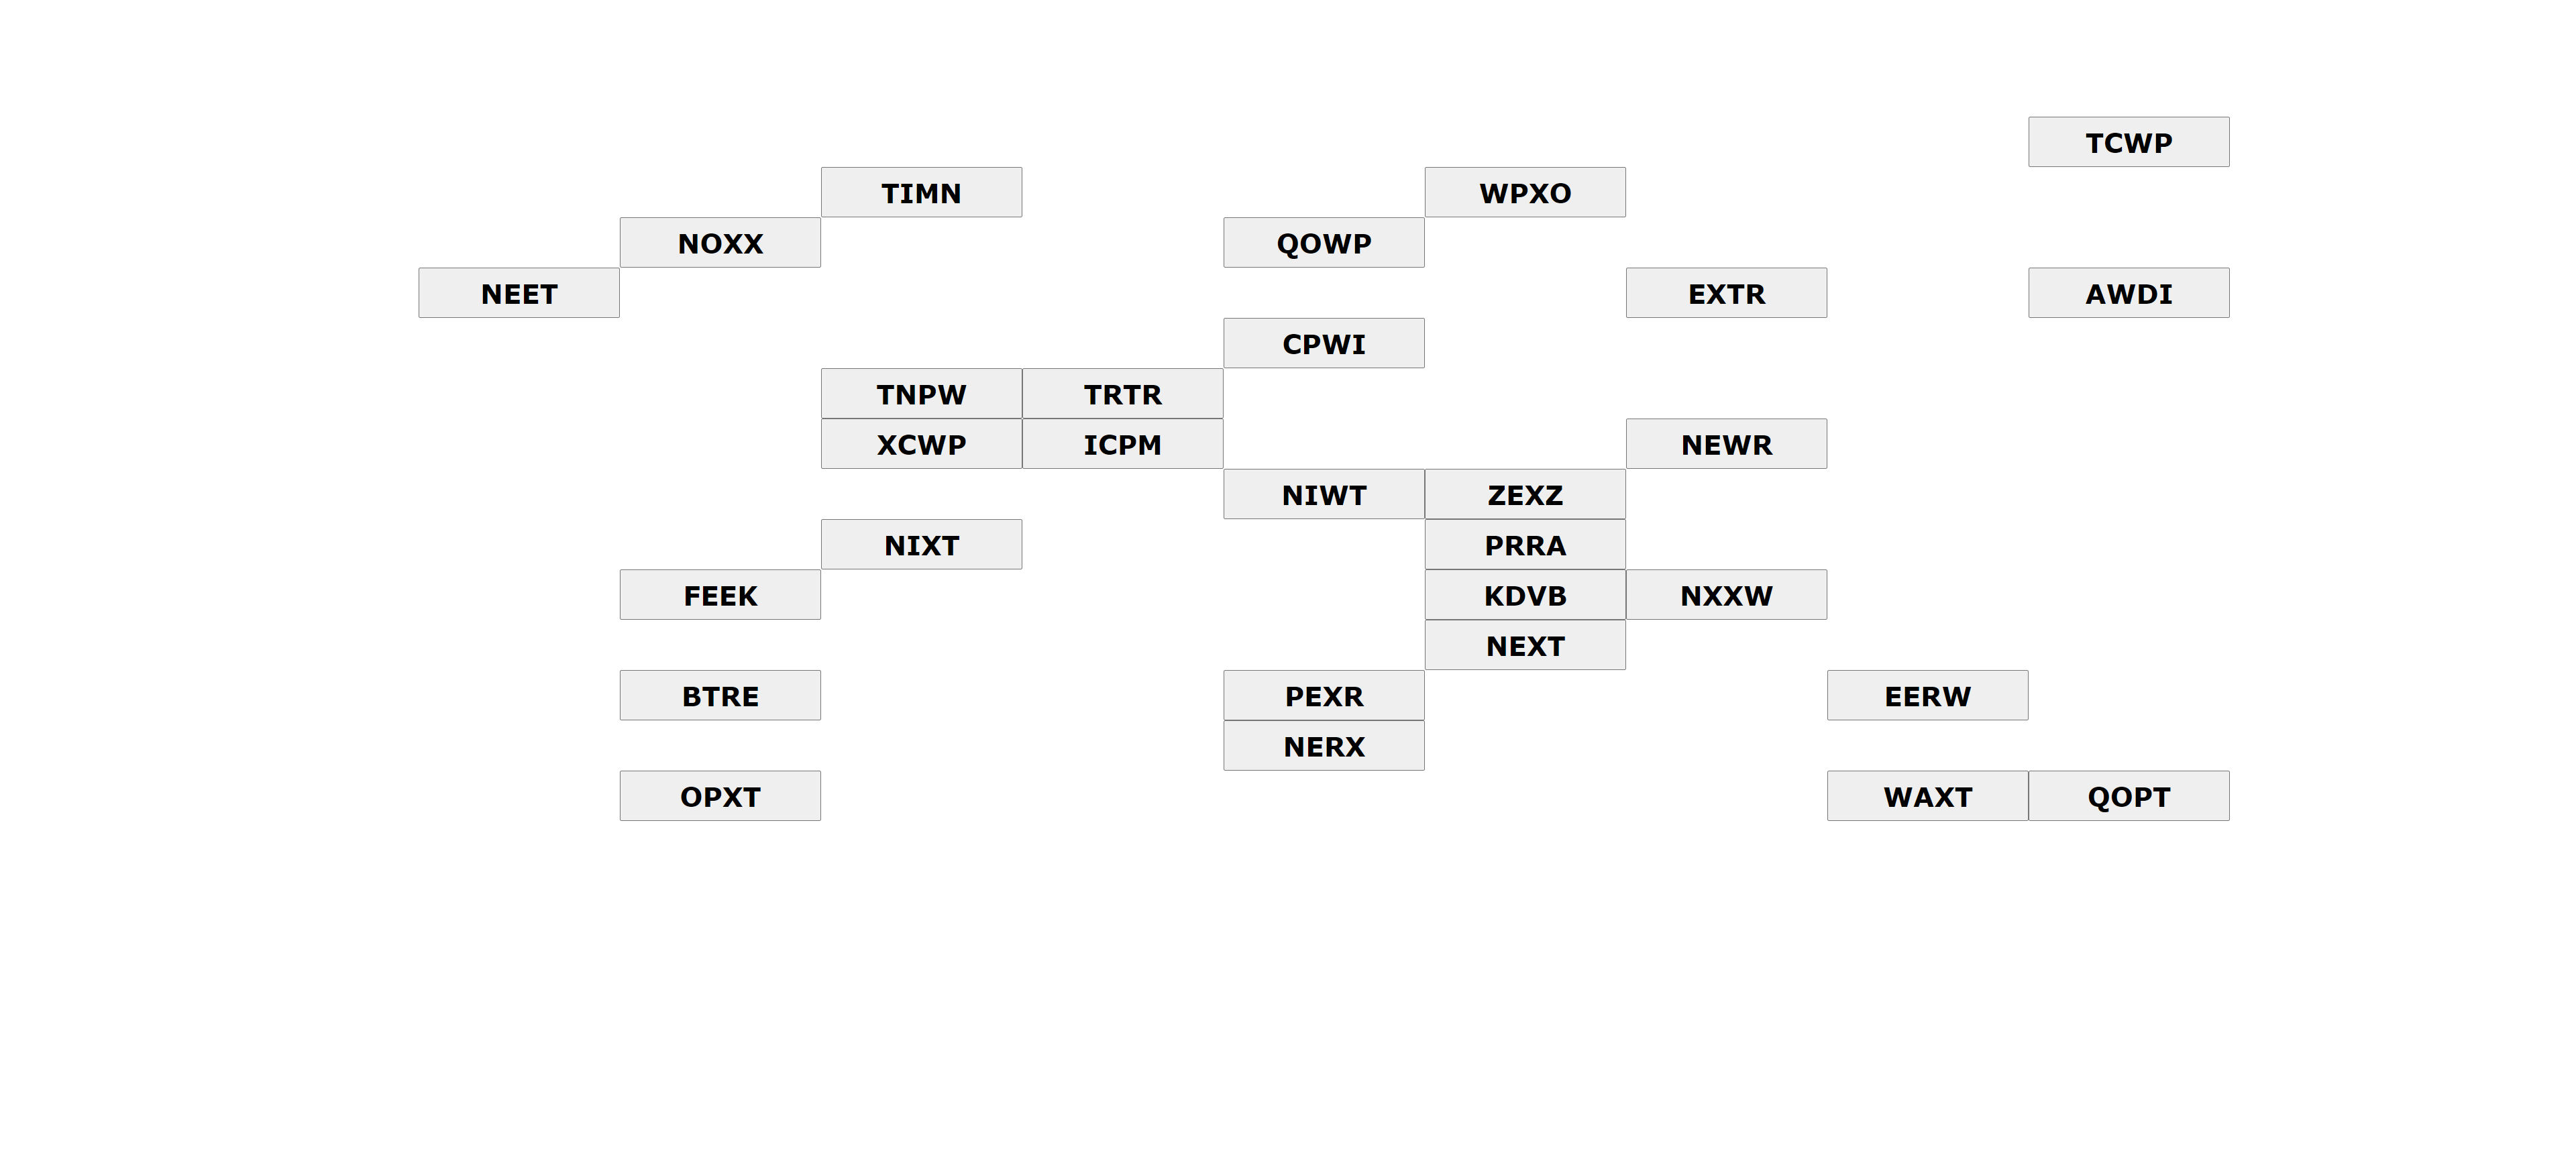 TCWP
TIMN WPXO
NOXX QOWP
NEET EXTR AWDI
CPWI
TNPW TRTR
XCWP ICPM NEWR
NIWT ZEXZ
NIXT PRRA
FEEK KDVB NXXW
NEXT
BTRE PEXR EERW
NERX
OPXT WAXT QOPT